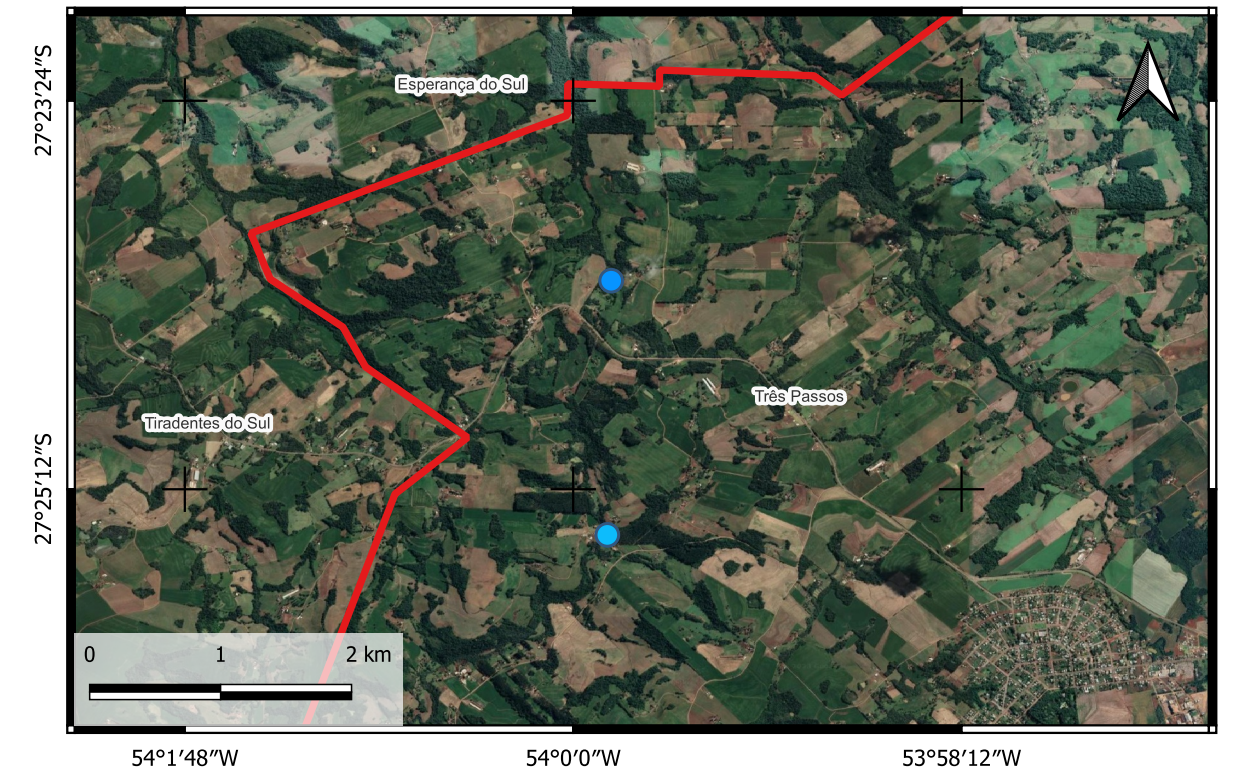 27°23′24″S
Esperança do Sul
Três Passos
Tiradentes do Sul
27°25′12″S
0 1 2 km
54°1′48″W 54°0′0″W 53°58′12″W